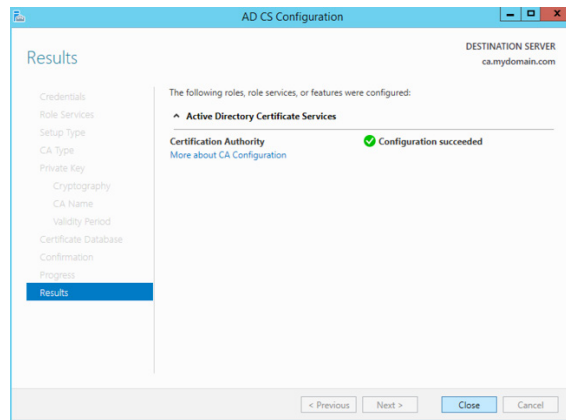 AD CS Configuration
Results
DESTINATION SERVER
ca.mydomain.com
Credentials
Role Services
Setup Type
CA Type
Private Key
Cryptography
CA Name
Validity Period
Certificate Database
Confirmation
Progress
Results
The following roles, role services, or features were configured:
Active Directory Certificate Services
Certification Authority Configuration succeeded
More about CA Configuration
< Previous Next > Close Cancel